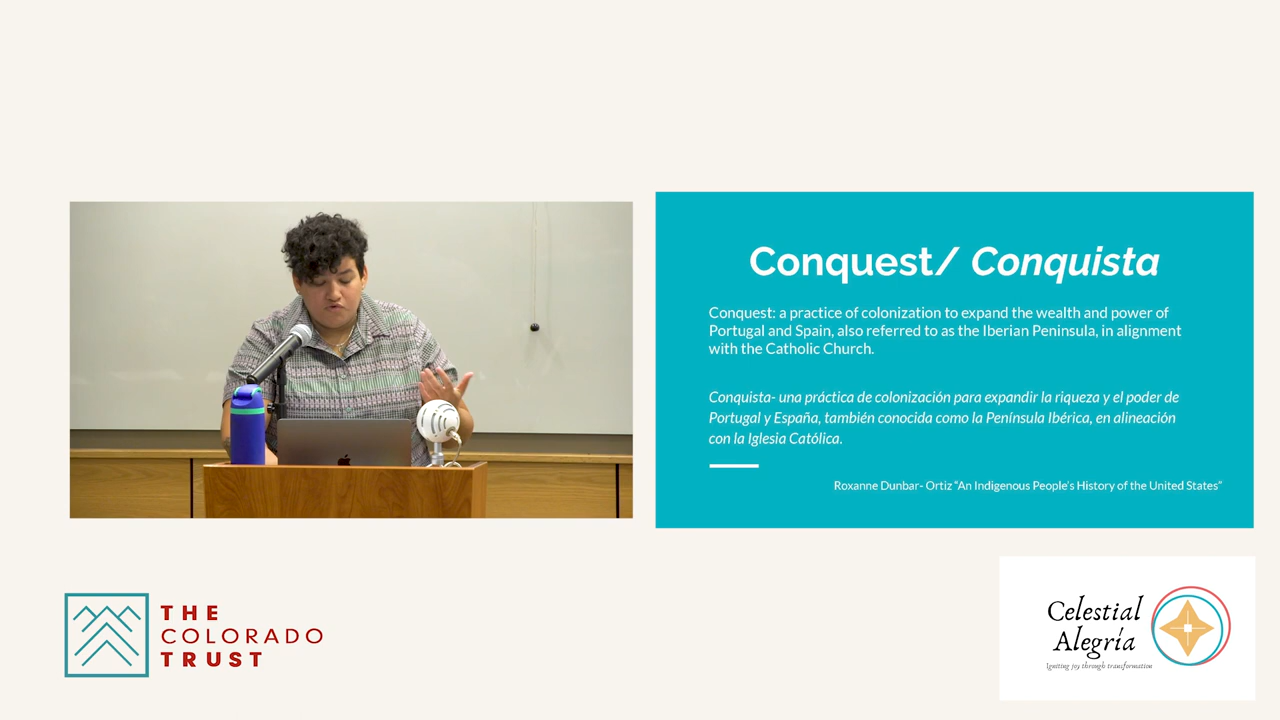 Conquest/ Conquista
Conquest: a practice of colonization to expand the wealth and power of
Portugal and Spain, also referred to as the Iberian Peninsula, in alignment
with the Catholic Church.
Conquista- una práctica de colonización para expandir la riqueza y el poder de
Portugal y España, también conocida como la Península Ibérica, en alineación
con la Iglesia Católica.
Roxanne Dunbar- Ortiz “An Indigenous People’s History of the United States”
THE
COLORADO
TRUST
Celestial
Alegría
Igniting joy through transformation